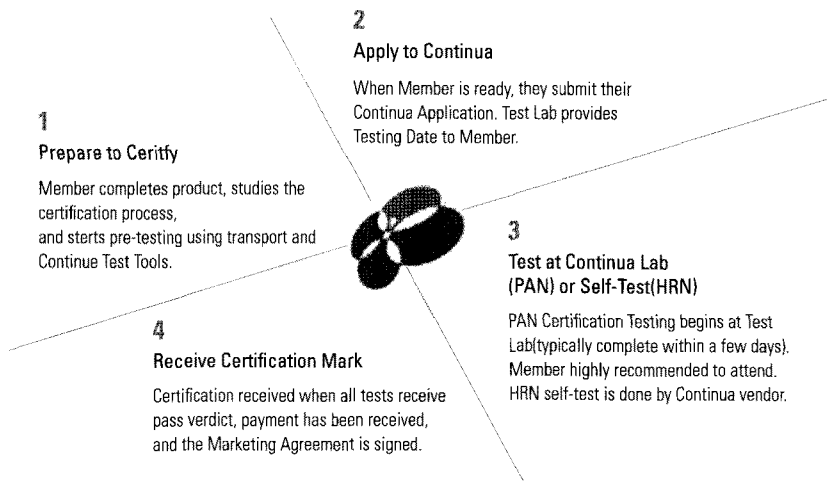 1
Prepare to Ceritfy
Member completes product, studies the
certification process,
and sterts pre-testing using transport and
Continue Test Tools.
2
Apply to Continua
When Member is ready, they submit their
Continua Application. Test Lab provides
Testing Date to Member.
3
Test at Continua Lab
(PAN) or Self-Test(HRN)
PAN Certification Testing begins at Test
Lab(typically complete within a few days).
Member highly recommended to attend.
HRN self-test is done by Continua vendor.
4
Receive Certification Mark
Certification received when all tests receive
pass verdict, payment has been received,
and the Marketing Agreement is signed.